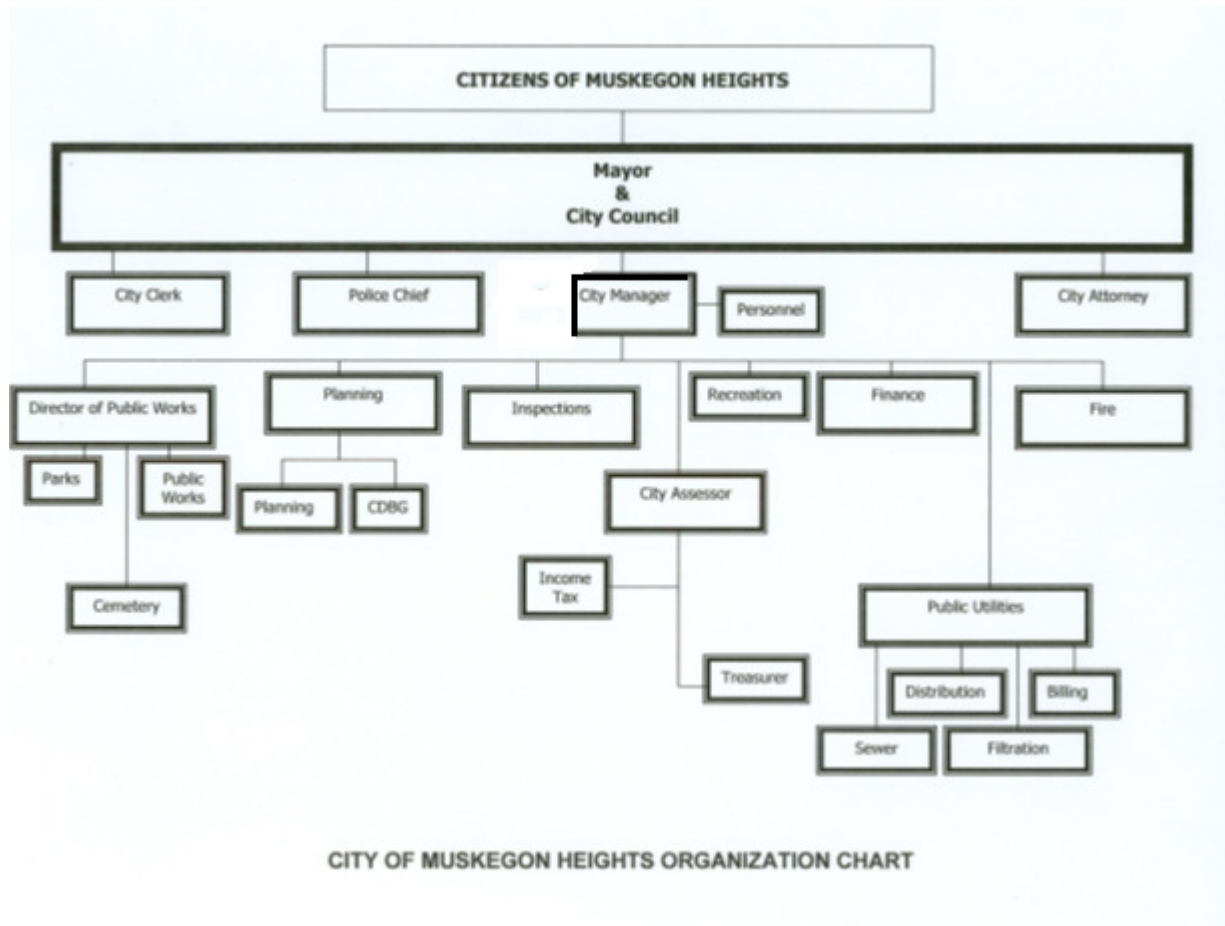 CITIZENS OF MUSKEGON HEIGHTS
Mayor
&
City Council
City Clerk
Police Chief
City Manager
Personnel
City Attorney
Director of Public Works
Planning
Inspections
Recreation
Finance
Fire
Parks
Public
Works
Planning
CDBG
City Assessor
Cemetery
Income
Tax
Public Utilities
Treasurer
Distribution
Billing
Sewer
Filtration
CITY OF MUSKEGON HEIGHTS ORGANIZATION CHART